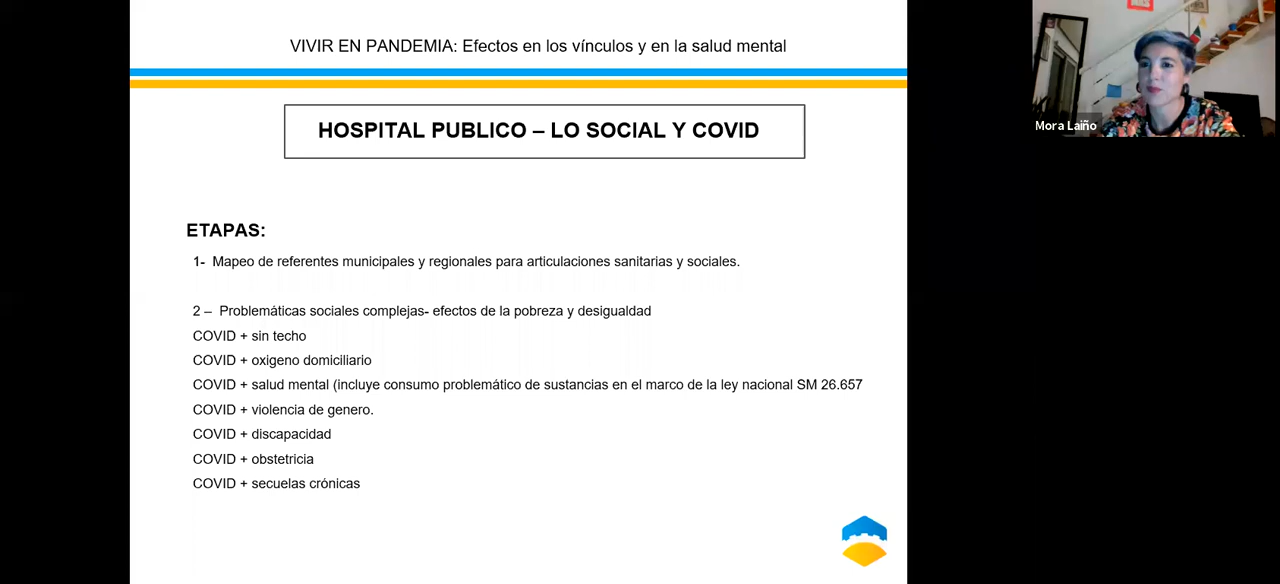 VIVIR EN PANDEMIA: Efectos en los vínculos y en la salud mental
HOSPITAL PUBLICO – LO SOCIAL Y COVID
ETAPAS:
1- Mapeo de referentes municipales y regionales para articulaciones sanitarias y sociales.
2 – Problemáticas sociales complejas- efectos de la pobreza y desigualdad
COVID + sin techo
COVID + oxigeno domiciliario
COVID + salud mental (incluye consumo problemático de sustancias en el marco de la ley nacional SM 26.657
COVID + violencia de genero.
COVID + discapacidad
COVID + obstetricia
COVID + secuelas crónicas
Mora Laiño